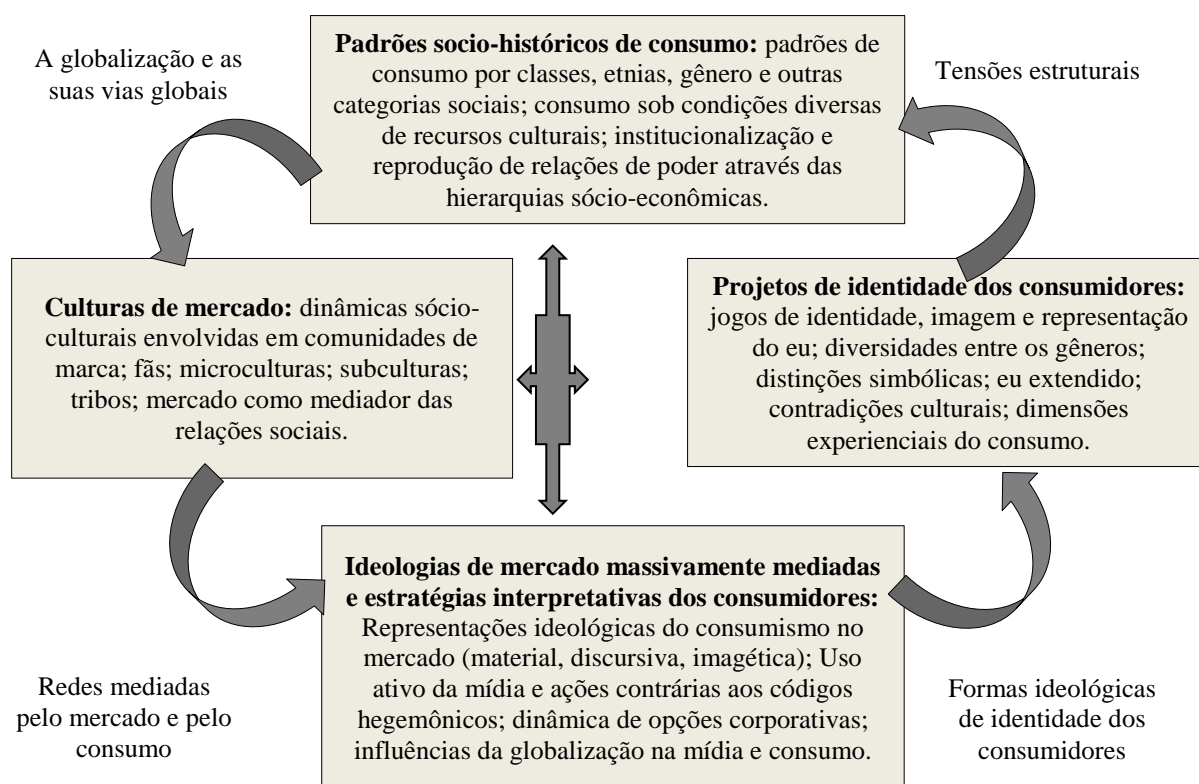 A globalização e as
suas vias globais
Padrões socio-históricos de consumo: padrões de
consumo por classes, etnias, gênero e outras
categorias sociais; consumo sob condições diversas
de recursos culturais; institucionalização e
reprodução de relações de poder através das
hierarquias sócio-econômicas.
Tensões estruturais
Culturas de mercado: dinâmicas sócio-
culturais envolvidas em comunidades de
marca; fãs; microculturas; subculturas;
tribos; mercado como mediador das
relações sociais.
Projetos de identidade dos consumidores:
jogos de identidade, imagem e representação
do eu; diversidades entre os gêneros;
distinções simbólicas; eu extendido;
contradições culturais; dimensões
experienciais do consumo.
Ideologias de mercado massivamente mediadas
e estratégias interpretativas dos consumidores:
Representações ideológicas do consumismo no
mercado (material, discursiva, imagética); Uso
ativo da mídia e ações contrárias aos códigos
hegemônicos; dinâmica de opções corporativas;
influências da globalização na mídia e consumo.
Redes mediadas
pelo mercado e pelo
consumo
Formas ideológicas
de identidade dos
consumidores